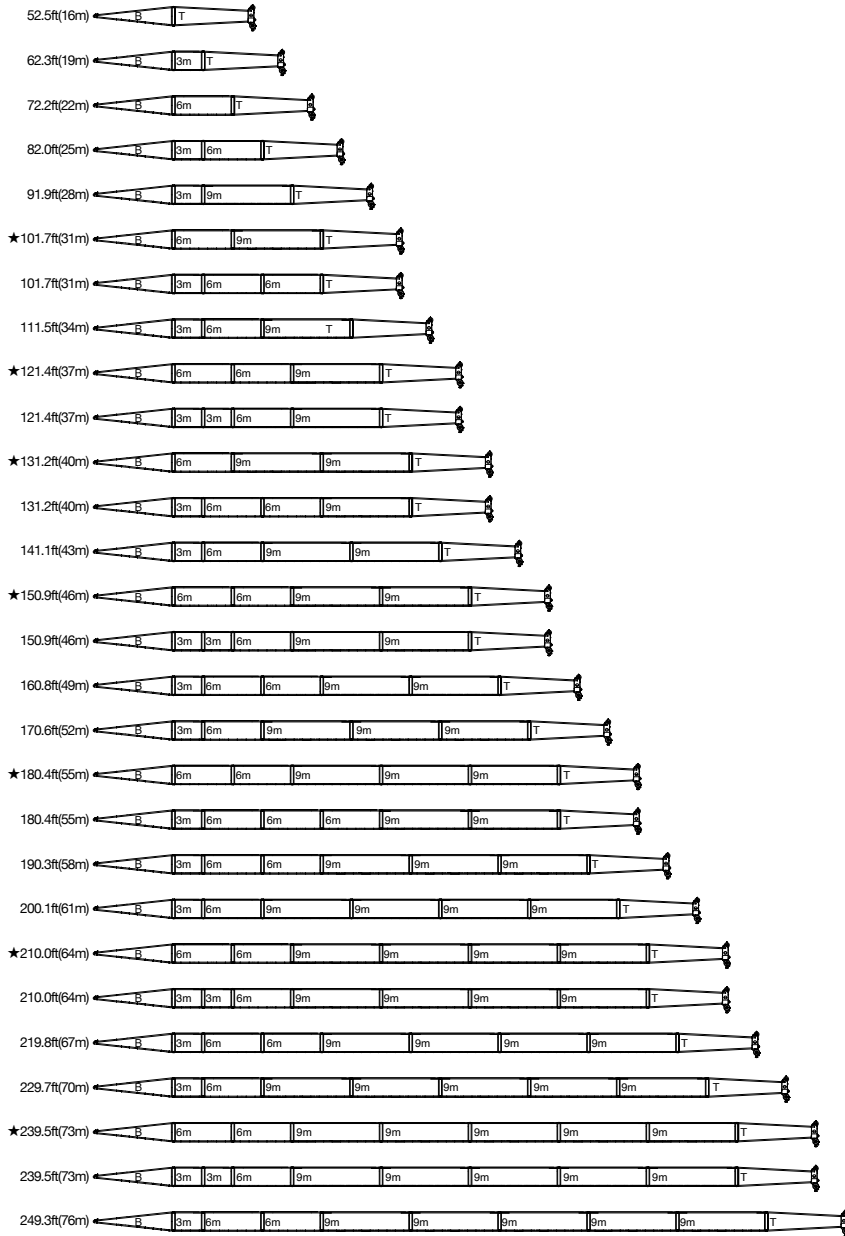 52.5ft(16m) B T
62.3ft(19m) B 3m T
72.2ft(22m) B 6m T
82.0ft(25m) B 3m 6m T
91.9ft(28m) B 3m 9m T
★101.7ft(31m) B 6m 9m T
101.7ft(31m) B 3m 6m 6m T
111.5ft(34m) B 3m 6m 9m T
★121.4ft(37m) B 6m 6m 9m T
121.4ft(37m) B 3m 3m 6m 9m T
★131.2ft(40m) B 6m 9m 9m T
131.2ft(40m) B 3m 6m 6m 9m T
141.1ft(43m) B 3m 6m 9m 9m T
★150.9ft(46m) B 6m 6m 9m 9m T
150.9ft(46m) B 3m 3m 6m 9m 9m T
160.8ft(49m) B 3m 6m 6m 9m 9m T
170.6ft(52m) B 3m 6m 9m 9m 9m T
★180.4ft(55m) B 6m 6m 9m 9m 9m T
180.4ft(55m) B 3m 6m 6m 6m 9m 9m T
190.3ft(58m) B 3m 6m 6m 9m 9m 9m T
200.1ft(61m) B 3m 6m 9m 9m 9m 9m T
★210.0ft(64m) B 6m 6m 9m 9m 9m 9m T
210.0ft(64m) B 3m 3m 6m 9m 9m 9m 9m T
219.8ft(67m) B 3m 6m 6m 9m 9m 9m 9m T
229.7ft(70m) B 3m 6m 9m 9m 9m 9m 9m T
★239.5ft(73m) B 6m 6m 9m 9m 9m 9m 9m T
239.5ft(73m) B 3m 3m 6m 9m 9m 9m 9m 9m T
249.3ft(76m) B 3m 6m 6m 9m 9m 9m 9m 9m T